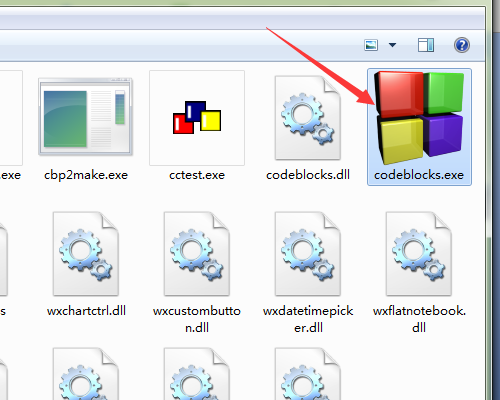 .exe
cbp2make.exe
cctest.exe
codeblocks.dll
codeblocks.exe
s
wxchartctrl.dll
wxcustombutto
n.dll
wxdatetimepick
er.dll
wxflatnotebook.
dll